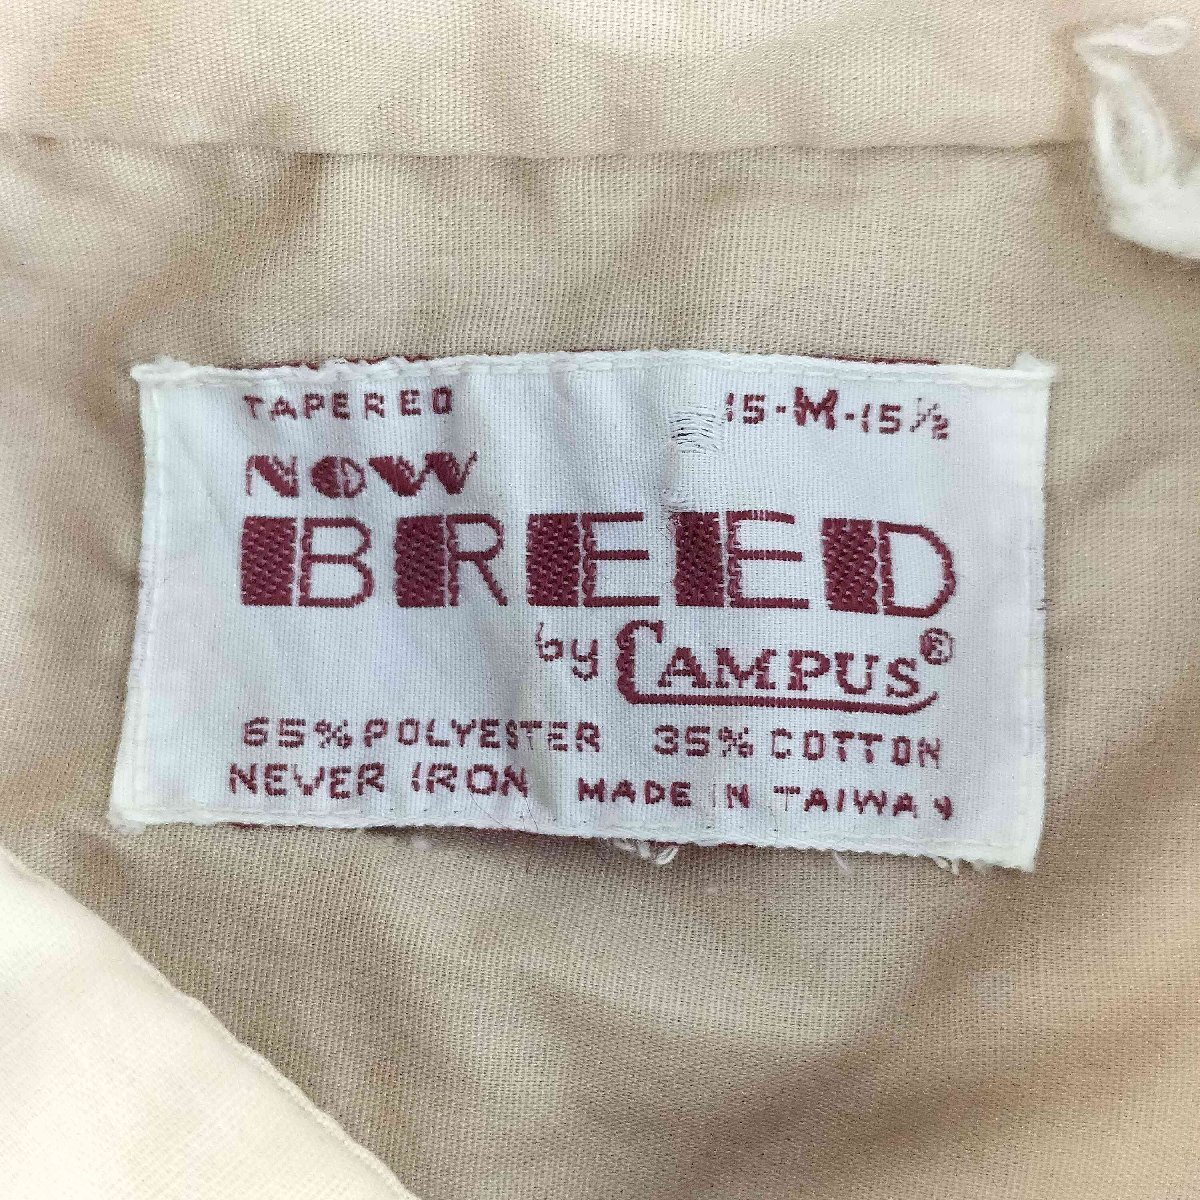 TAPERED 15-M-15½
NOW
BREED
by CAMPUS®
65% POLYESTER 35% COTTON
NEVER IRON MADE IN TAIWAN